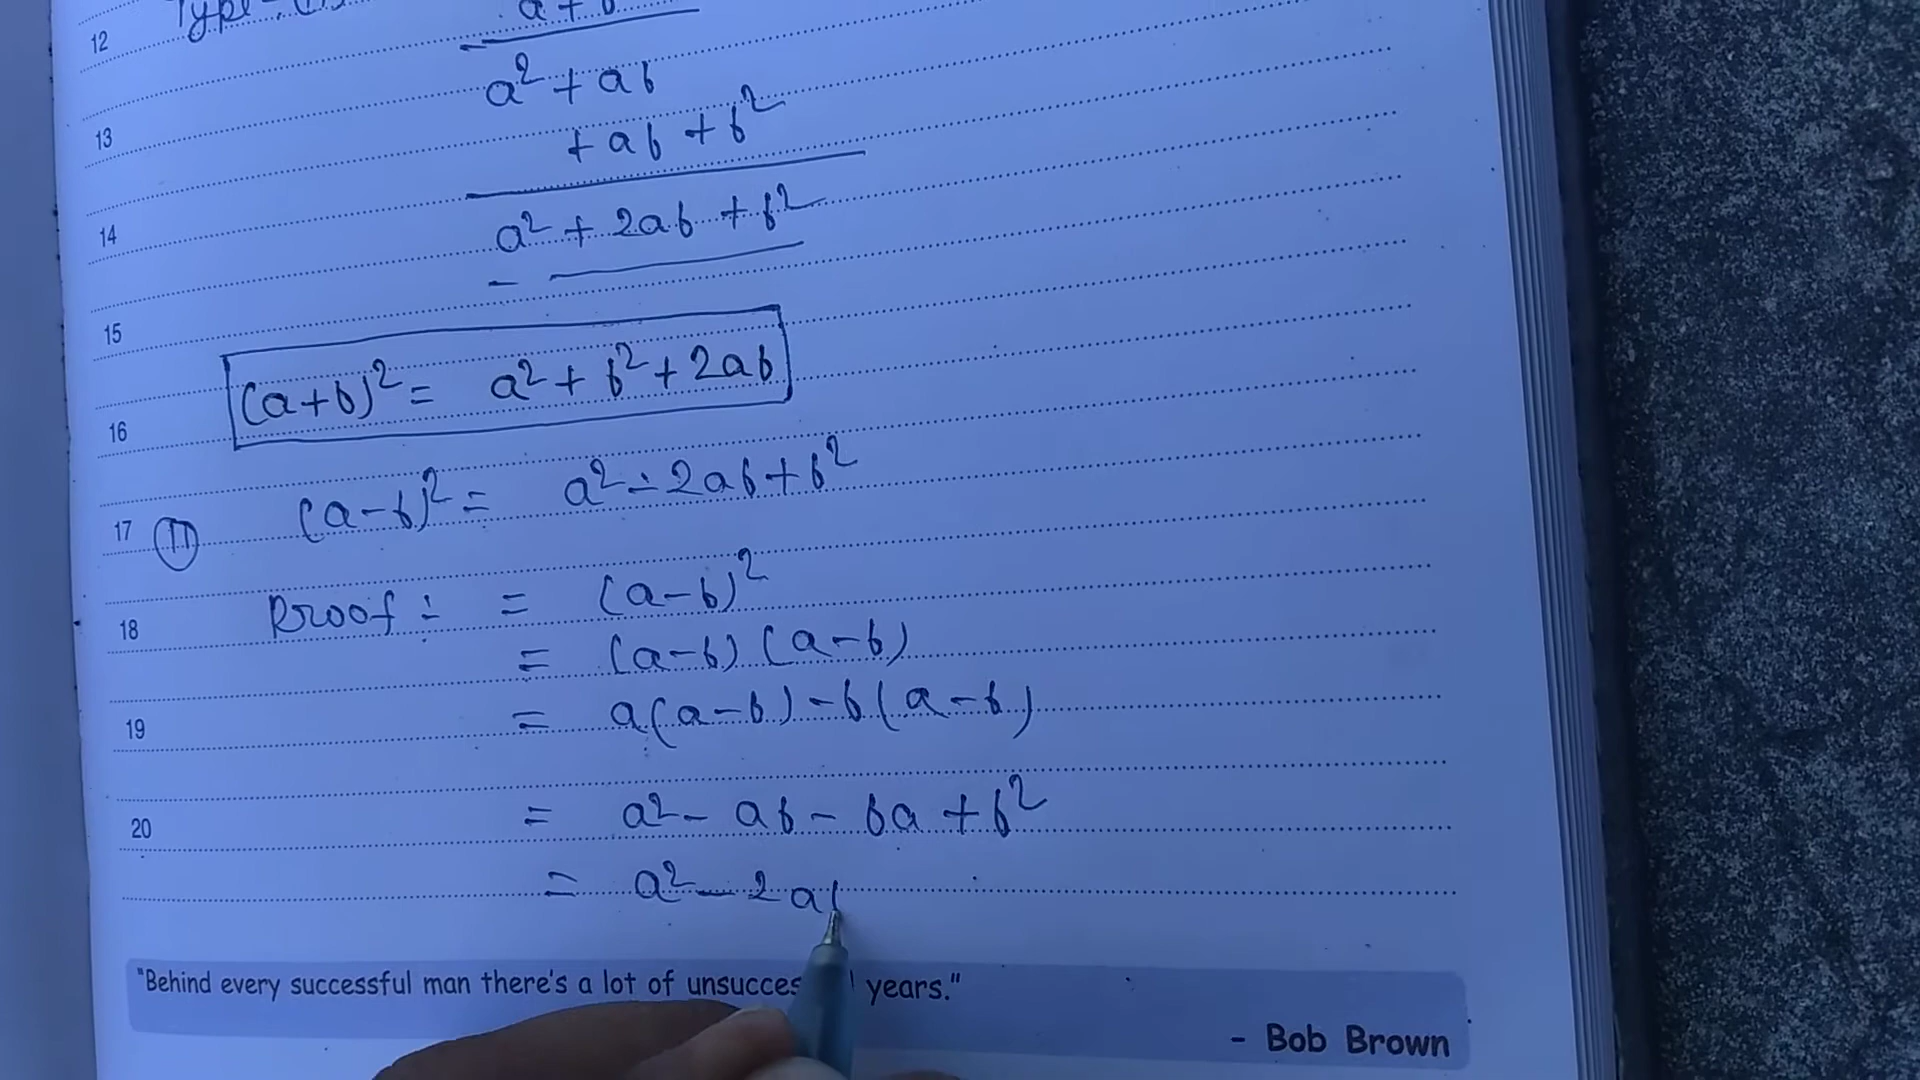 12 Type
a + b
a² + ab
13 + ab + b²
14 a² + 2ab + b²
15
(a+b)² = a² + b² + 2ab
16
(a-b)² = a² - 2ab + b²
17 (II)
Proof :- = (a-b)²
18
= (a-b) (a-b)
19 = a(a-b) - b(a-b)
20 = a² - ab - ba + b²
= a² - 2ab
"Behind every successful man there's a lot of years."
- Bob Brown